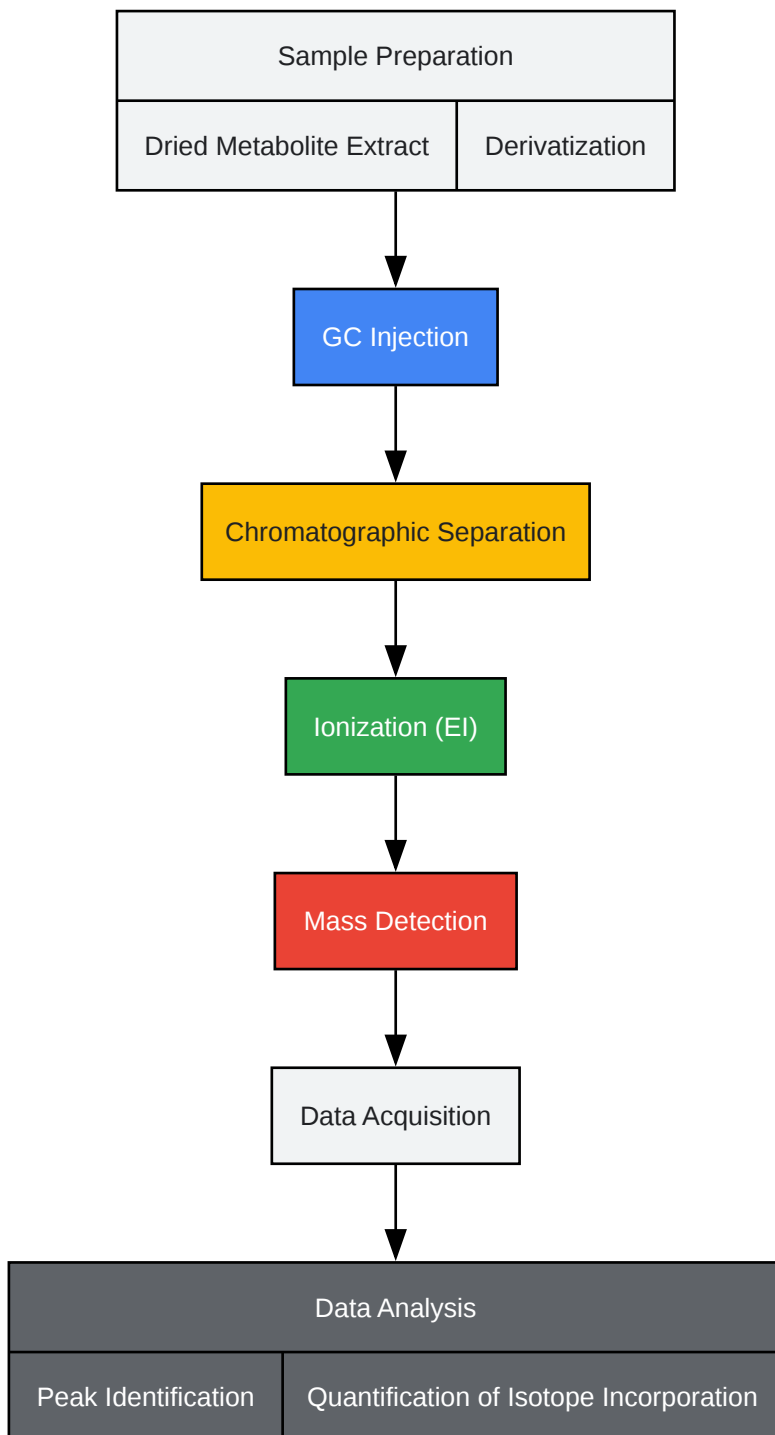 Sample Preparation
Dried Metabolite Extract
Derivatization
GC Injection
Chromatographic Separation
Ionization (EI)
Mass Detection
Data Acquisition
Data Analysis
Peak Identification
Quantification of Isotope Incorporation